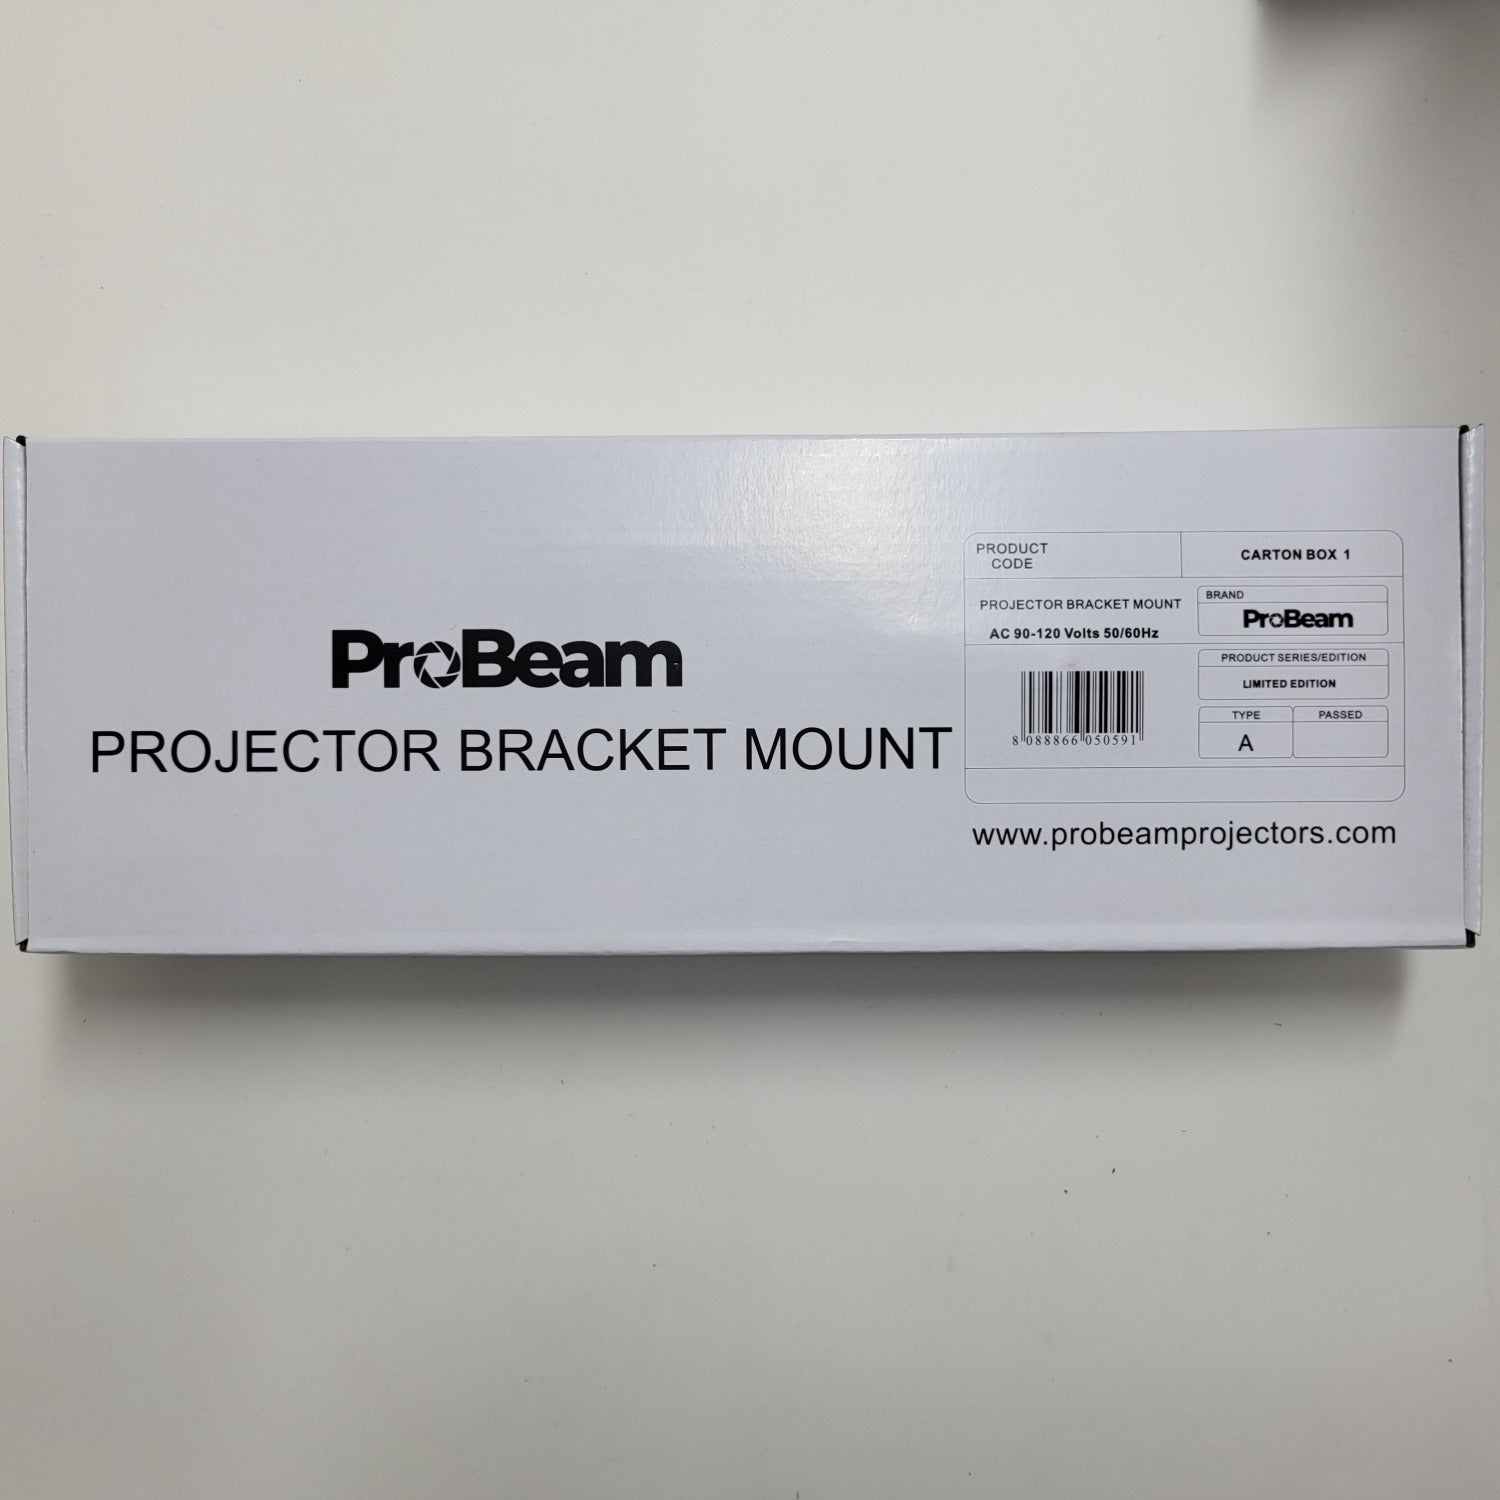 ProBeam
PROJECTOR BRACKET MOUNT
PRODUCT
CODE
CARTON BOX 1
PROJECTOR BRACKET MOUNT
AC 90-120 Volts 50/60Hz
BRAND
ProBeam
PRODUCT SERIES/EDITION
LIMITED EDITION
TYPE
PASSED
A
8 088866 050591
www.probeamprojectors.com